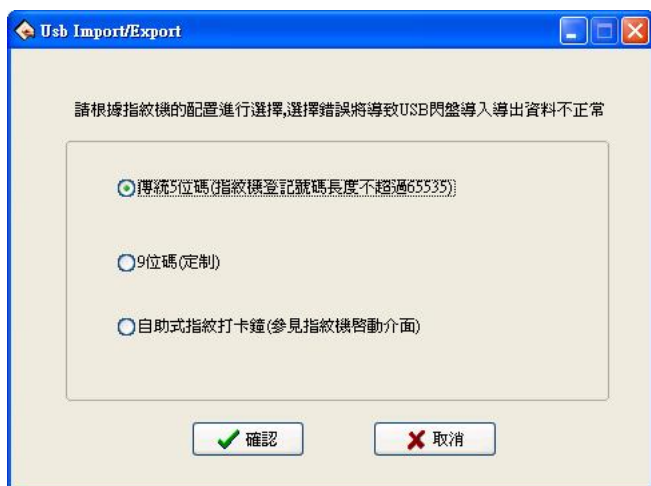 Usb Import/Export
請根據指紋機的配置進行選擇,選擇錯誤將導致USB閃盤導入導出資料不正常
傳統5位碼(指紋機登記號碼長度不超過65535)
9位碼(定制)
自助式指紋打卡鐘(參見指紋機啓動介面)
確認
取消